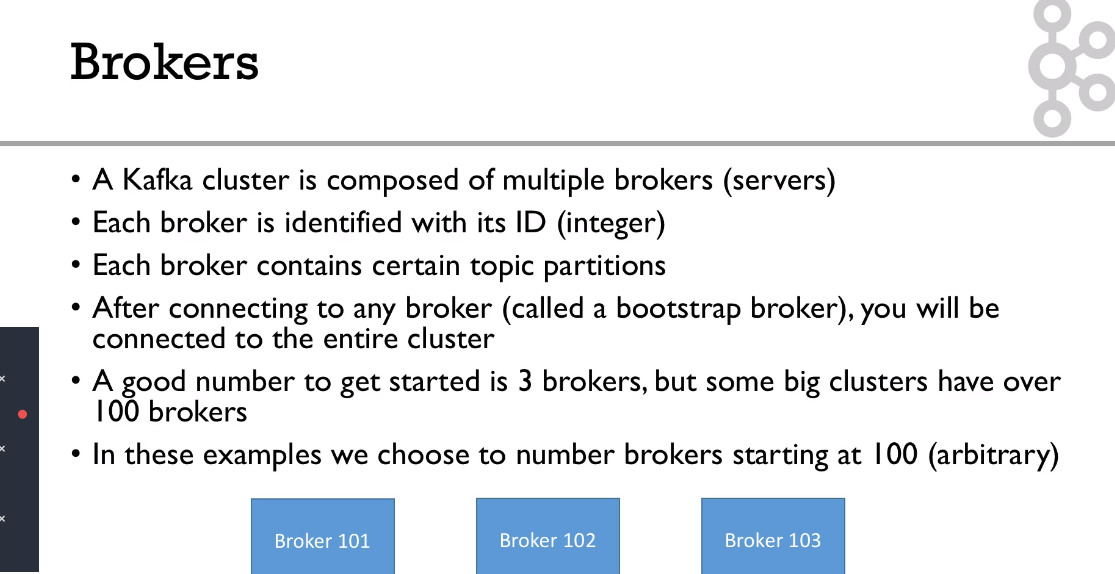 Brokers
• A Kafka cluster is composed of multiple brokers (servers)
• Each broker is identified with its ID (integer)
• Each broker contains certain topic partitions
• After connecting to any broker (called a bootstrap broker), you will be
connected to the entire cluster
• A good number to get started is 3 brokers, but some big clusters have over
100 brokers
• In these examples we choose to number brokers starting at 100 (arbitrary)
Broker 101
Broker 102
Broker 103